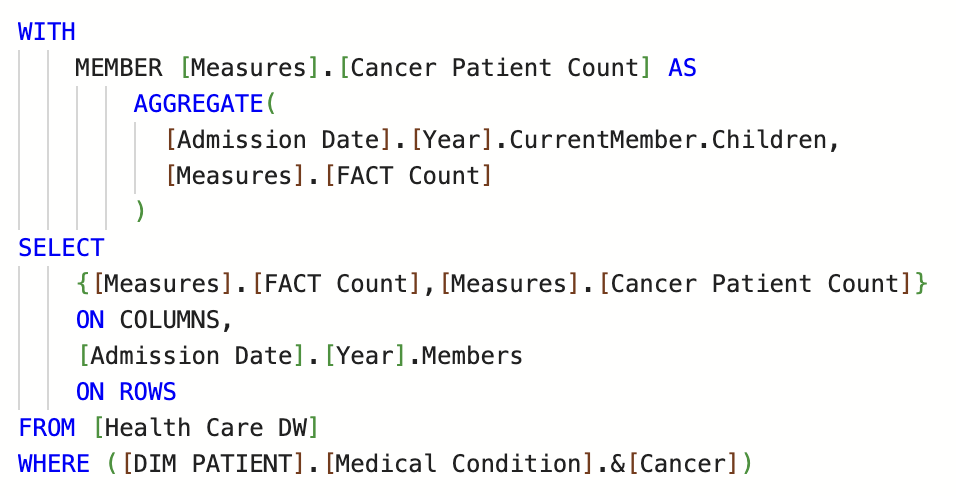 WITH
MEMBER [Measures].[Cancer Patient Count] AS
AGGREGATE(
[Admission Date].[Year].CurrentMember.Children,
[Measures].[FACT Count]
)
SELECT
{[Measures].[FACT Count],[Measures].[Cancer Patient Count]}
ON COLUMNS,
[Admission Date].[Year].Members
ON ROWS
FROM [Health Care DW]
WHERE ([DIM PATIENT].[Medical Condition].&[Cancer])